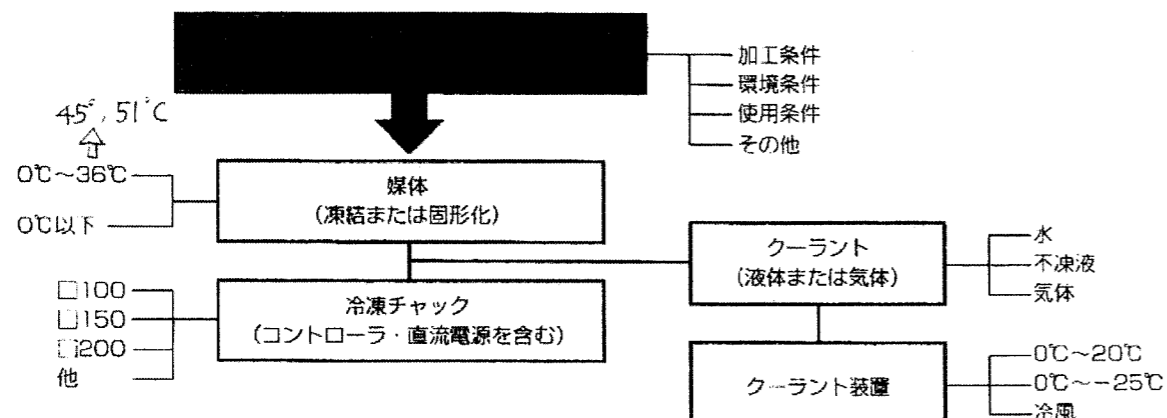 加工条件
環境条件
使用条件
その他
45°, 51°C
0℃~36℃
0℃以下
媒体
(凍結または固形化)
クーラント
(液体または気体)
水
不凍液
気体
□100
□150
□200
他
冷凍チャック
(コントローラ・直流電源を含む)
クーラント装置
0℃~20℃
0℃~-25℃
冷風